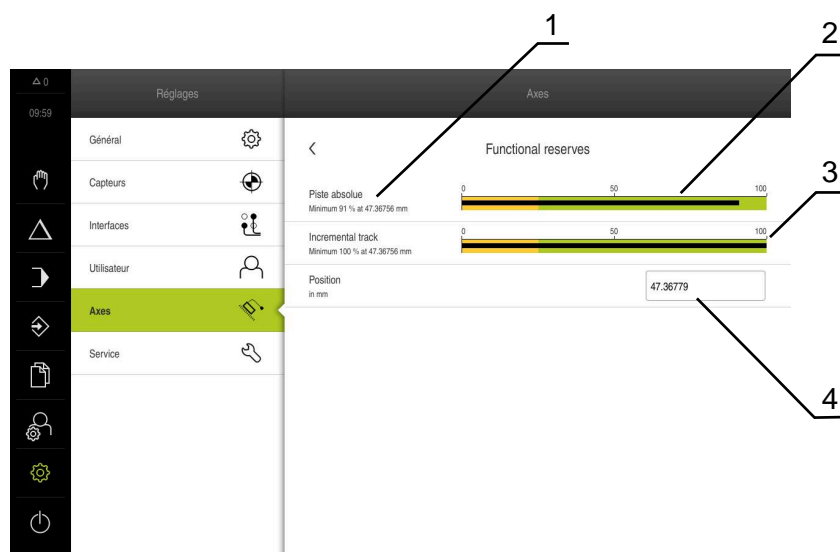 1
2
△ 0
Réglages
Axes
09:59
Général
Functional reserves
3
Capteurs
Piste absolue
0 50 100
Minimum 91 % at 47.36756 mm
Interfaces
Incremental track
0 50 100
Minimum 100 % at 47.36756 mm
Utilisateur
Position
47.36779
in mm
Axes
Service
4